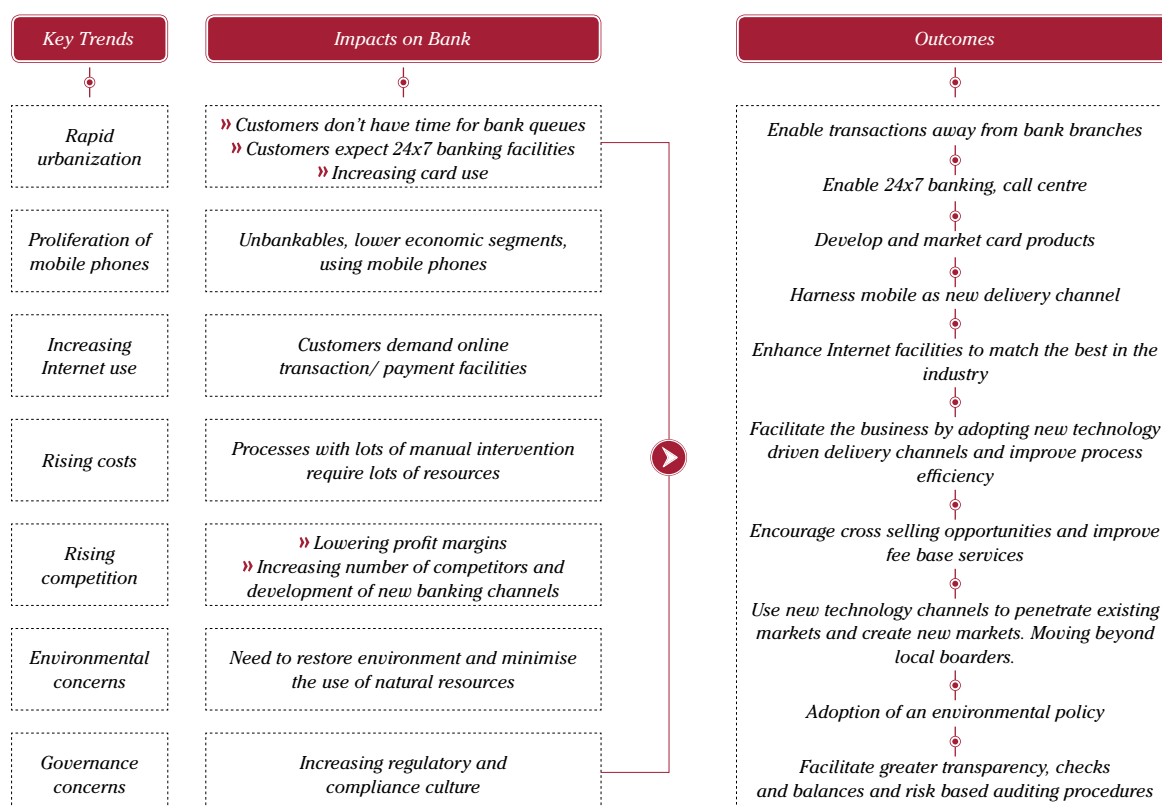 Key Trends
Impacts on Bank
Outcomes
Rapid
urbanization
» Customers don't have time for bank queues
» Customers expect 24x7 banking facilities
» Increasing card use
Proliferation of
mobile phones
Unbankables, lower economic segments,
using mobile phones
Increasing
Internet use
Customers demand online
transaction/ payment facilities
Rising costs
Processes with lots of manual intervention
require lots of resources
Rising
competition
» Lowering profit margins
» Increasing number of competitors and
development of new banking channels
Environmental
concerns
Need to restore environment and minimise
the use of natural resources
Governance
concerns
Increasing regulatory and
compliance culture
Enable transactions away from bank branches
Enable 24x7 banking, call centre
Develop and market card products
Harness mobile as new delivery channel
Enhance Internet facilities to match the best in the
industry
Facilitate the business by adopting new technology
driven delivery channels and improve process
efficiency
Encourage cross selling opportunities and improve
fee base services
Use new technology channels to penetrate existing
markets and create new markets. Moving beyond
local boarders.
Adoption of an environmental policy
Facilitate greater transparency, checks
and balances and risk based auditing procedures